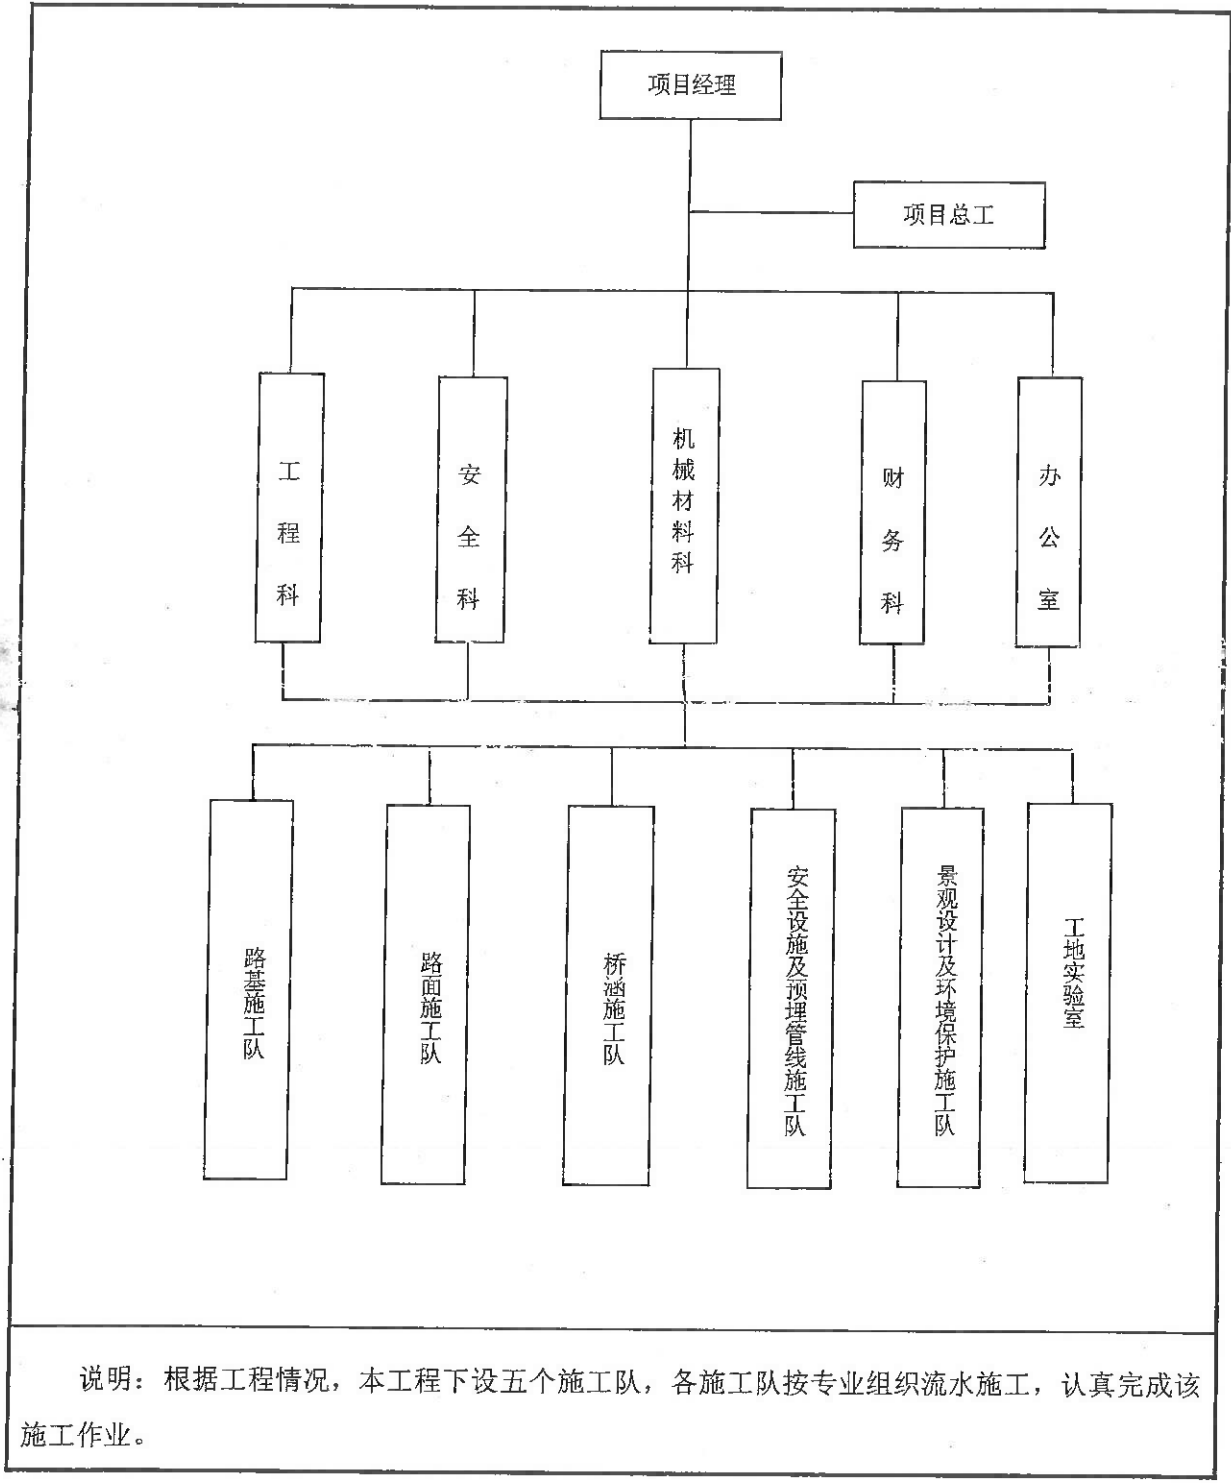 项目经理
项目总工
工程科
安全科
机械材料科
财务科
办公室
路基施工队
路面施工队
桥涵施工队
安全设施及预埋管线施工队
景观设计及环境保护施工队
工地实验室
说明：根据工程情况，本工程下设五个施工队，各施工队按专业组织流水施工，认真完成该
施工作业。